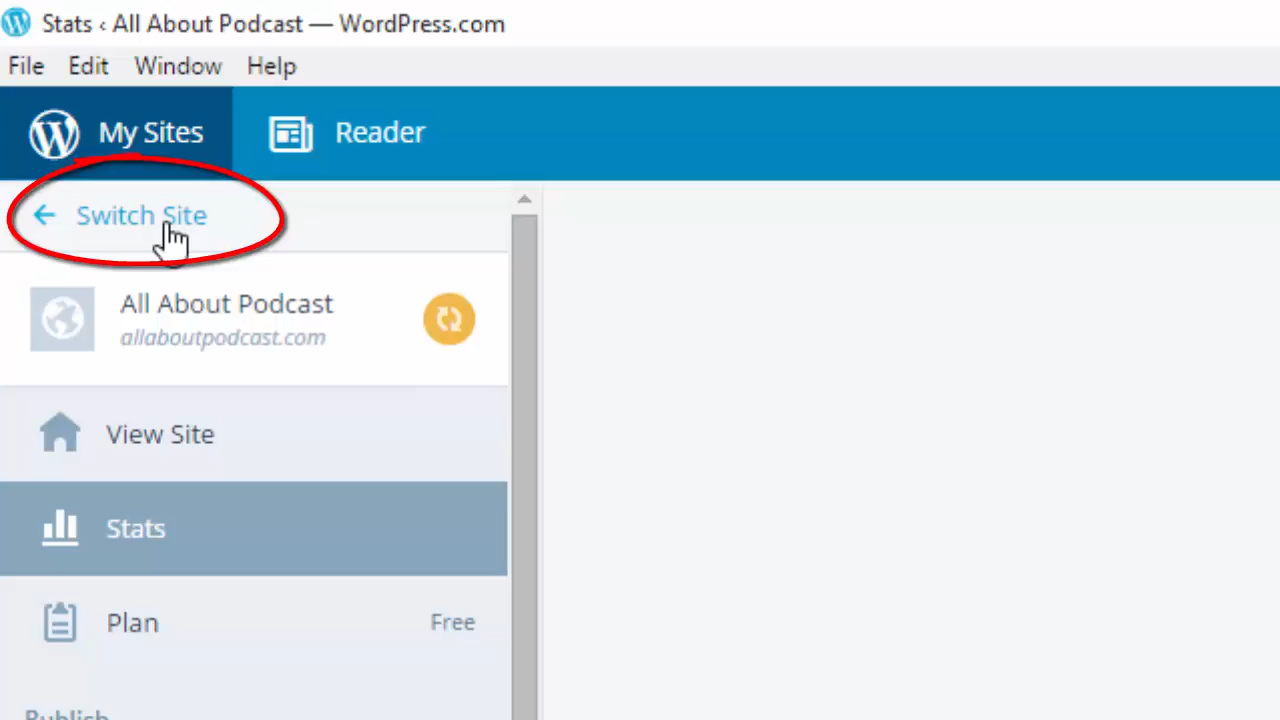 Stats ‹ All About Podcast — WordPress.com
File Edit Window Help
My Sites Reader
Switch Site
All About Podcast
allaboutpodcast.com
View Site
Stats
Plan Free
Publish